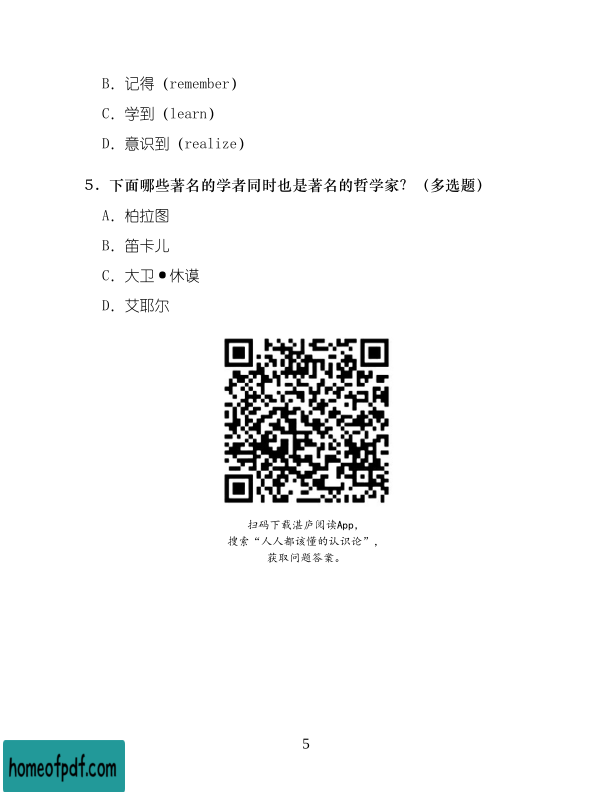 B. 记得（remember）
C. 学到（learn）
D. 意识到（realize）
5. 下面哪些著名的学者同时也是著名的哲学家？（多选题）
A. 柏拉图
B. 笛卡儿
C. 大卫●休谟
D. 艾耶尔
扫码下载湛庐阅读App，
搜索“人人都该懂的认识论”，
获取问题答案。
5
homeofpdf.com